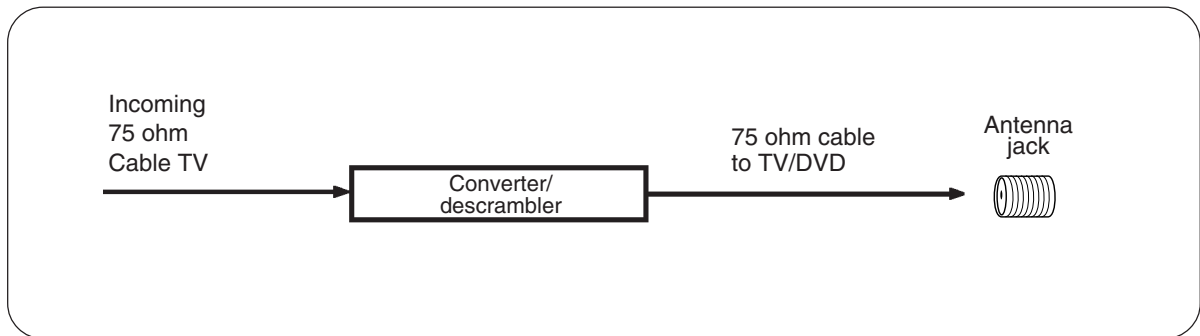 Incoming
75 ohm
Cable TV
Converter/
descrambler
75 ohm cable
to TV/DVD
Antenna
jack